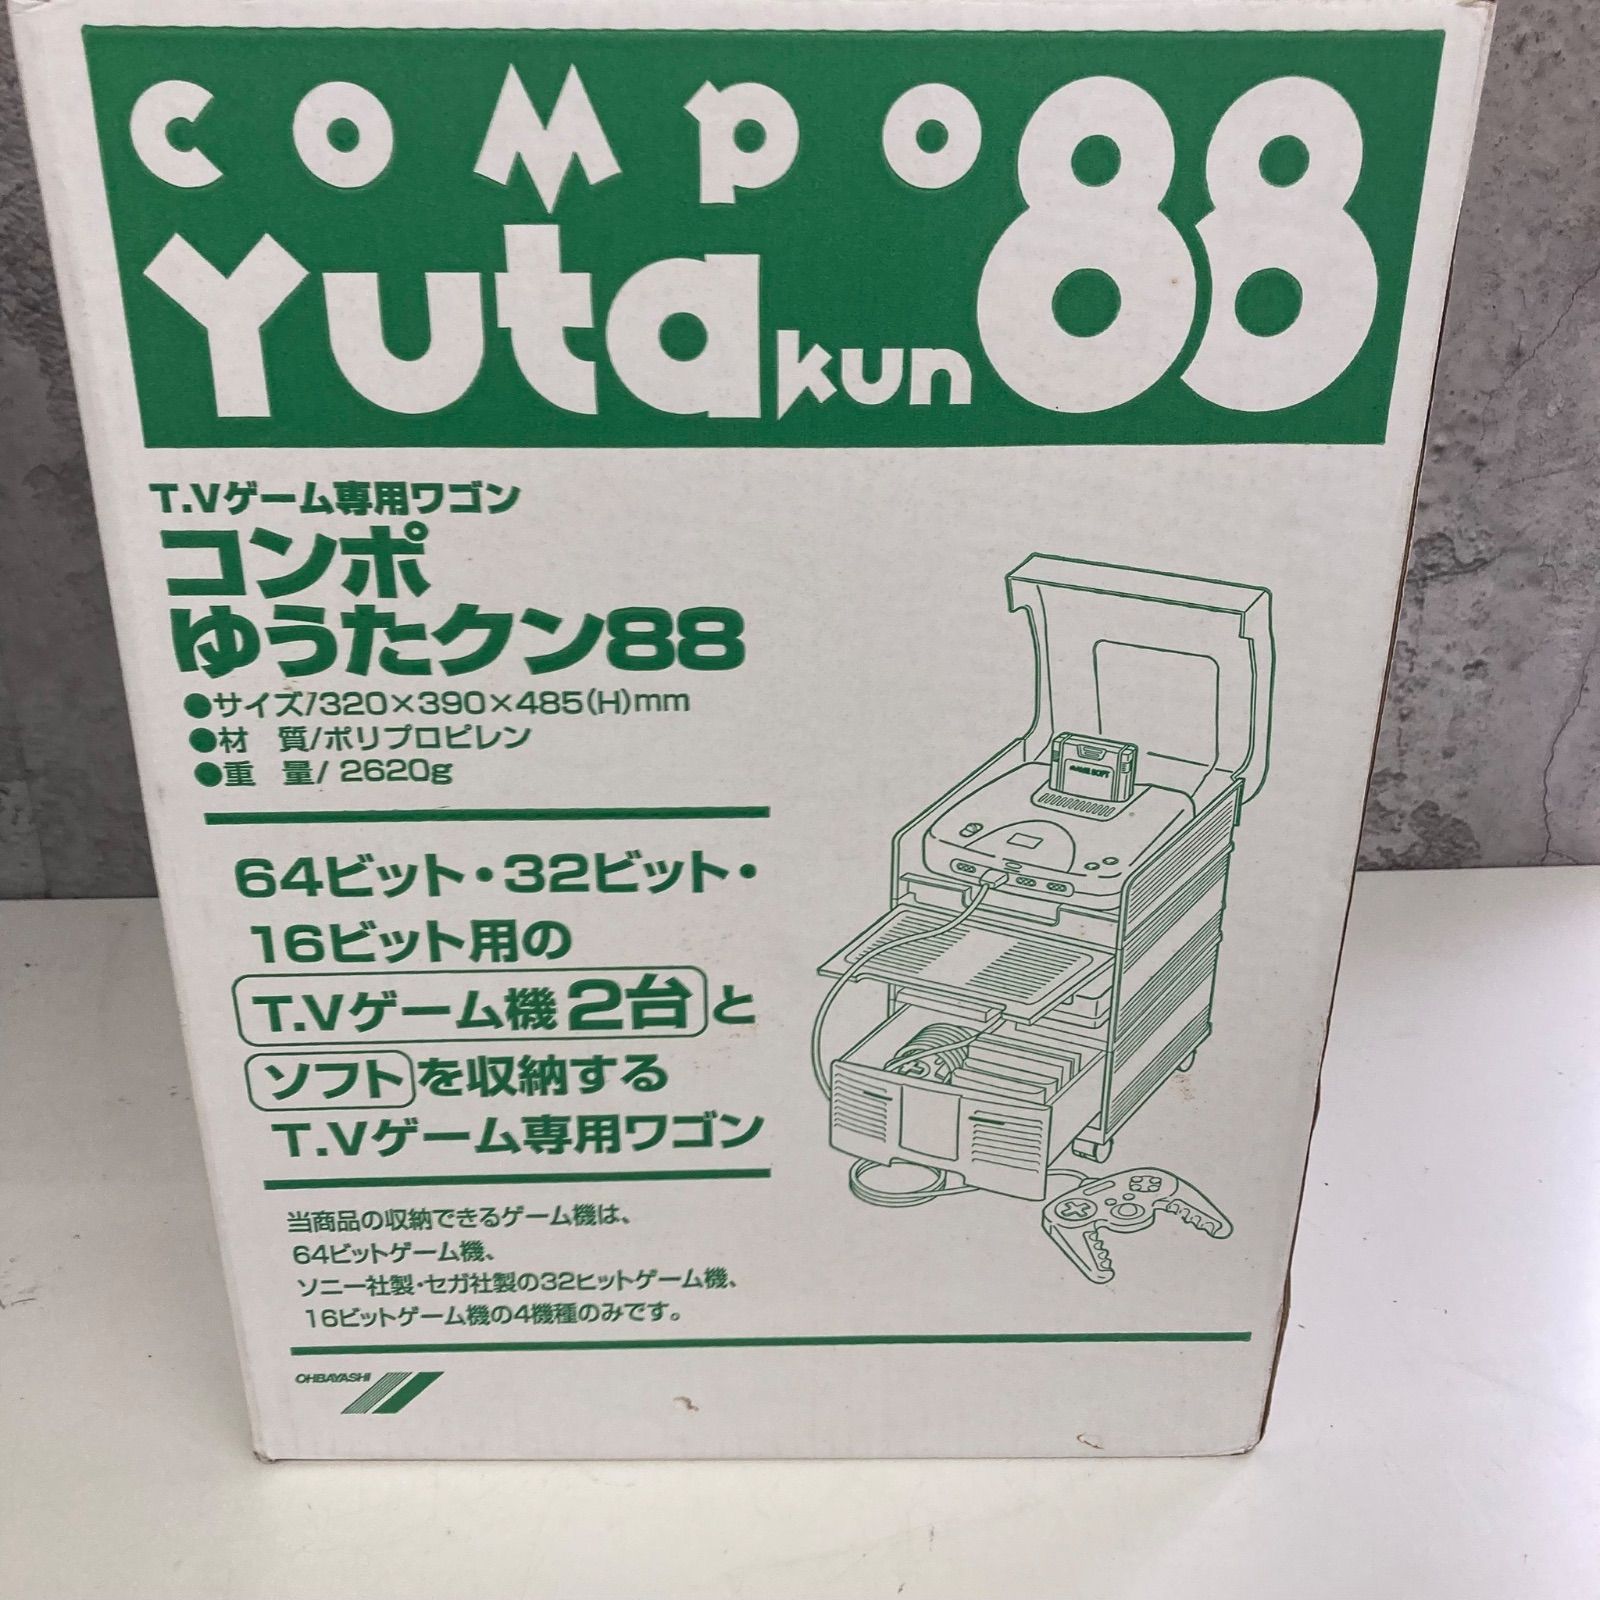 compo
Yuta kun 88
T.Vゲーム専用ワゴン
コンポ
ゆうたクン88
●サイズ/320×390×485(H)mm
●材 質/ポリプロピレン
●重 量/2620g
64ビット・32ビット・
16ビット用の
T.Vゲーム機2台と
ソフトを収納する
T.Vゲーム専用ワゴン
当商品の収納できるゲーム機は、
64ビットゲーム機、
ソニー社製・セガ社製の32ビットゲーム機、
16ビットゲーム機の4機種のみです。
OHBAYASHI
GAME SOFT